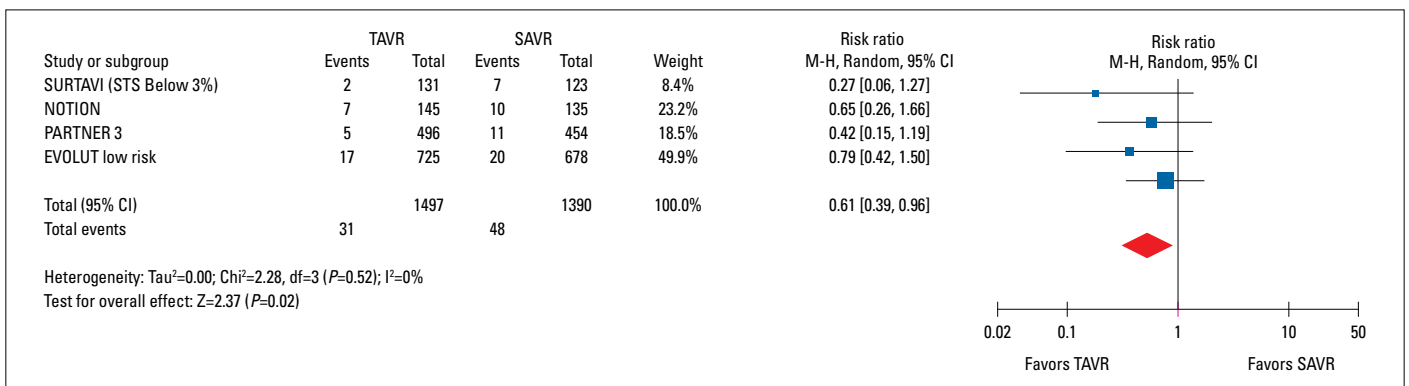 TAVR SAVR Risk ratio Risk ratio
Study or subgroup Events Total Events Total Weight M-H, Random, 95% CI M-H, Random, 95% CI
SURTAVI (STS Below 3%) 2 131 7 123 8.4% 0.27 [0.06, 1.27]
NOTION 7 145 10 135 23.2% 0.65 [0.26, 1.66]
PARTNER 3 5 496 11 454 18.5% 0.42 [0.15, 1.19]
EVOLUT low risk 17 725 20 678 49.9% 0.79 [0.42, 1.50]
Total (95% CI) 1497 1390 100.0% 0.61 [0.39, 0.96]
Total events 31 48
Heterogeneity: Tau²=0.00; Chi²=2.28, df=3 (P=0.52); I²=0%
Test for overall effect: Z=2.37 (P=0.02)
0.02 0.1 1 10 50
Favors TAVR Favors SAVR